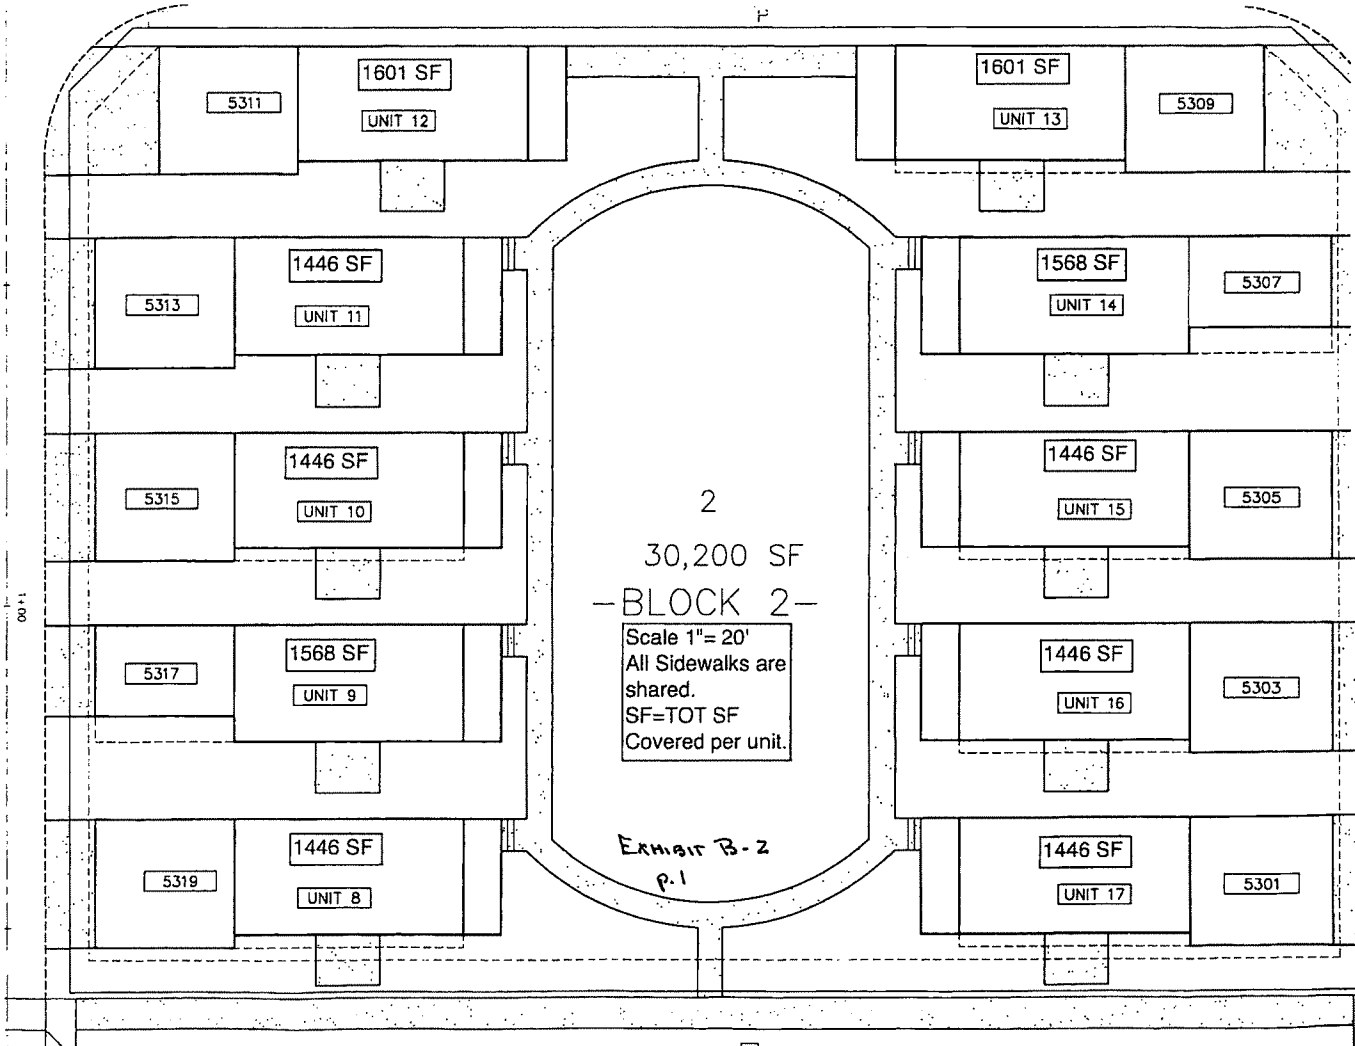 1601 SF
5311
UNIT 12
1601 SF
5309
UNIT 13
1446 SF
5313
UNIT 11
1568 SF
5307
UNIT 14
1446 SF
5315
UNIT 10
1446 SF
5305
UNIT 15
2
30,200 SF
-BLOCK 2-
Scale 1"= 20'
All Sidewalks are
shared.
SF=TOT SF
Covered per unit.
1+00
1568 SF
5317
UNIT 9
1446 SF
5303
UNIT 16
1446 SF
5319
UNIT 8
1446 SF
5301
UNIT 17
EXHIBIT B-2
p.1